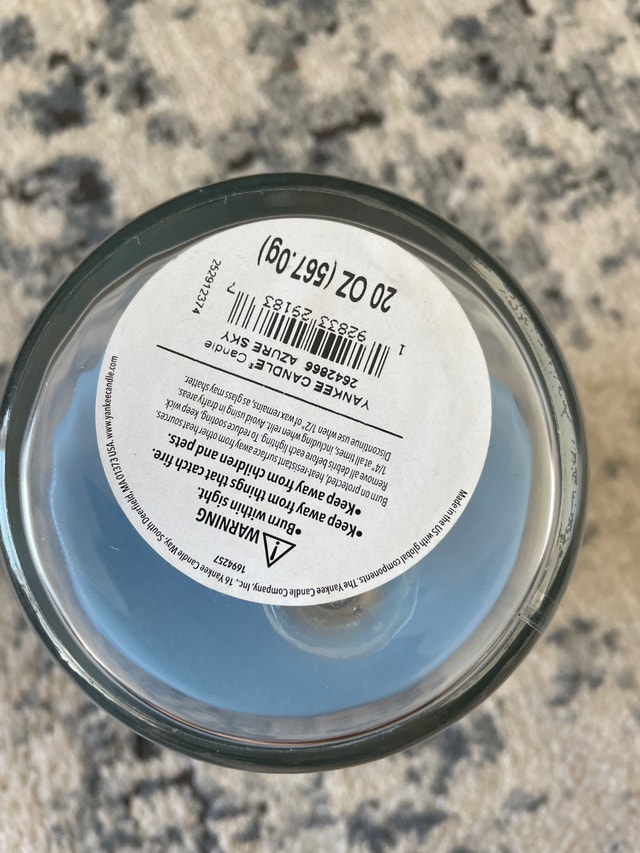 1694257
WARNING
•Burn within sight.
•Keep away from things that catch fire.
•Keep away from children and pets.
Burn on protected, heat-resistant surface away from other heat sources.
Remove all debris before each lighting. To reduce sooting, keep wick
1/4" at all times, including when relit. Avoid using in drafty areas.
Discontinue use when 1/2" of wax remains, as glass may shatter.
YANKEE CANDLE® Candle
2642966 AZURE SKY
1 92833 29183 7
20 OZ (567.0g)
252912374
Made in the US with global components. The Yankee Candle Company, Inc., 16 Yankee Candle Way, South Deerfield, MA 01373 USA. www.yankeecandle.com